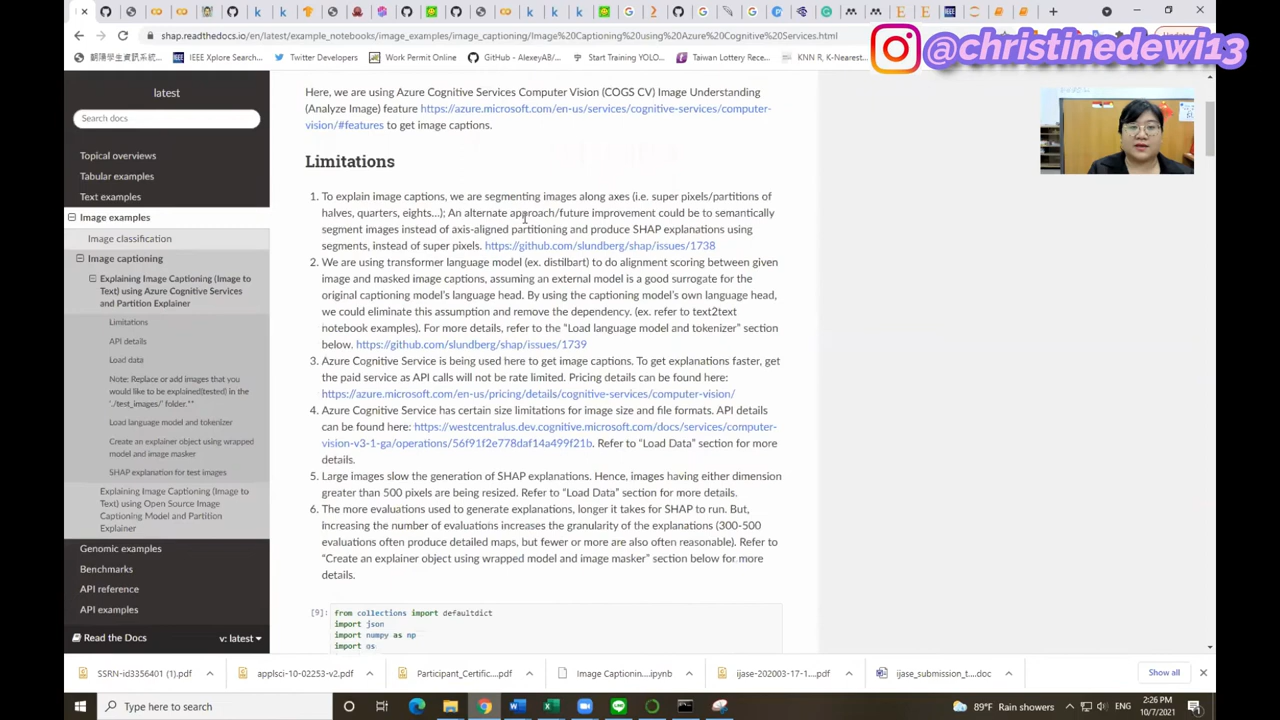 @christinedewi13
shap.readthedocs.io/en/latest/example_notebooks/image_examples/image_captioning/Image%20Captioning%20using%20Azure%20Cognitive%20Services.html
IEEE Xplore Search...
Twitter Developers
Work Permit Online
GitHub - AlexeyAB/...
Start Training YOLO...
Taiwan Lottery Rece...
KNN R, K-Nearest...
latest
Search docs
Topical overviews
Tabular examples
Text examples
Image examples
Image classification
Image captioning
Explaining Image Captioning (Image to
Text) using Azure Cognitive Services
and Partition Explainer
Limitations
API details
Load data
Note: Replace or add images that you
would like to be explained(tested) in the
'./test_images/' folder.**
Load language model and tokenizer
Create an explainer object using wrapped
model and image masker
SHAP explanation for test images
Explaining Image Captioning (Image to
Text) using Open Source Image
Captioning Model and Partition
Explainer
Genomic examples
Benchmarks
API reference
API examples
Read the Docs
v: latest
Here, we are using Azure Cognitive Services Computer Vision (COGS CV) Image Understanding
(Analyze Image) feature https://azure.microsoft.com/en-us/services/cognitive-services/computer-
vision/#features to get image captions.
Limitations
1. To explain image captions, we are segmenting images along axes (i.e. super pixels/partitions of
halves, quarters, eights...); An alternate approach/future improvement could be to semantically
segment images instead of axis-aligned partitioning and produce SHAP explanations using
segments, instead of super pixels. https://github.com/slundberg/shap/issues/1738
2. We are using transformer language model (ex. distilbart) to do alignment scoring between given
image and masked image captions, assuming an external model is a good surrogate for the
original captioning model's language head. By using the captioning model's own language head,
we could eliminate this assumption and remove the dependency. (ex. refer to text2text
notebook examples). For more details, refer to the “Load language model and tokenizer” section
below. https://github.com/slundberg/shap/issues/1739
3. Azure Cognitive Service is being used here to get image captions. To get explanations faster, get
the paid service as API calls will not be rate limited. Pricing details can be found here:
https://azure.microsoft.com/en-us/pricing/details/cognitive-services/computer-vision/
4. Azure Cognitive Service has certain size limitations for image size and file formats. API details
can be found here: https://westcentralus.dev.cognitive.microsoft.com/docs/services/computer-
vision-v3-1-ga/operations/56f91f2e778daf14a499f21b. Refer to “Load Data” section for more
details.
5. Large images slow the generation of SHAP explanations. Hence, images having either dimension
greater than 500 pixels are being resized. Refer to “Load Data” section for more details.
6. The more evaluations used to generate explanations, longer it takes for SHAP to run. But,
increasing the number of evaluations increases the granularity of the explanations (300-500
evaluations often produce detailed maps, but fewer or more are also often reasonable). Refer to
“Create an explainer object using wrapped model and image masker” section below for more
details.
[9]:
from collections import defaultdict
import json
import numpy as np
import os
SSRN-id3356401 (1).pdf
applsci-10-02253-v2.pdf
Participant_Certific....pdf
Image Captionin....ipynb
ijase-202003-17-1....pdf
ijase_submission_t....doc
Show all
Type here to search
89°F Rain showers
ENG
2:26 PM
10/7/2021